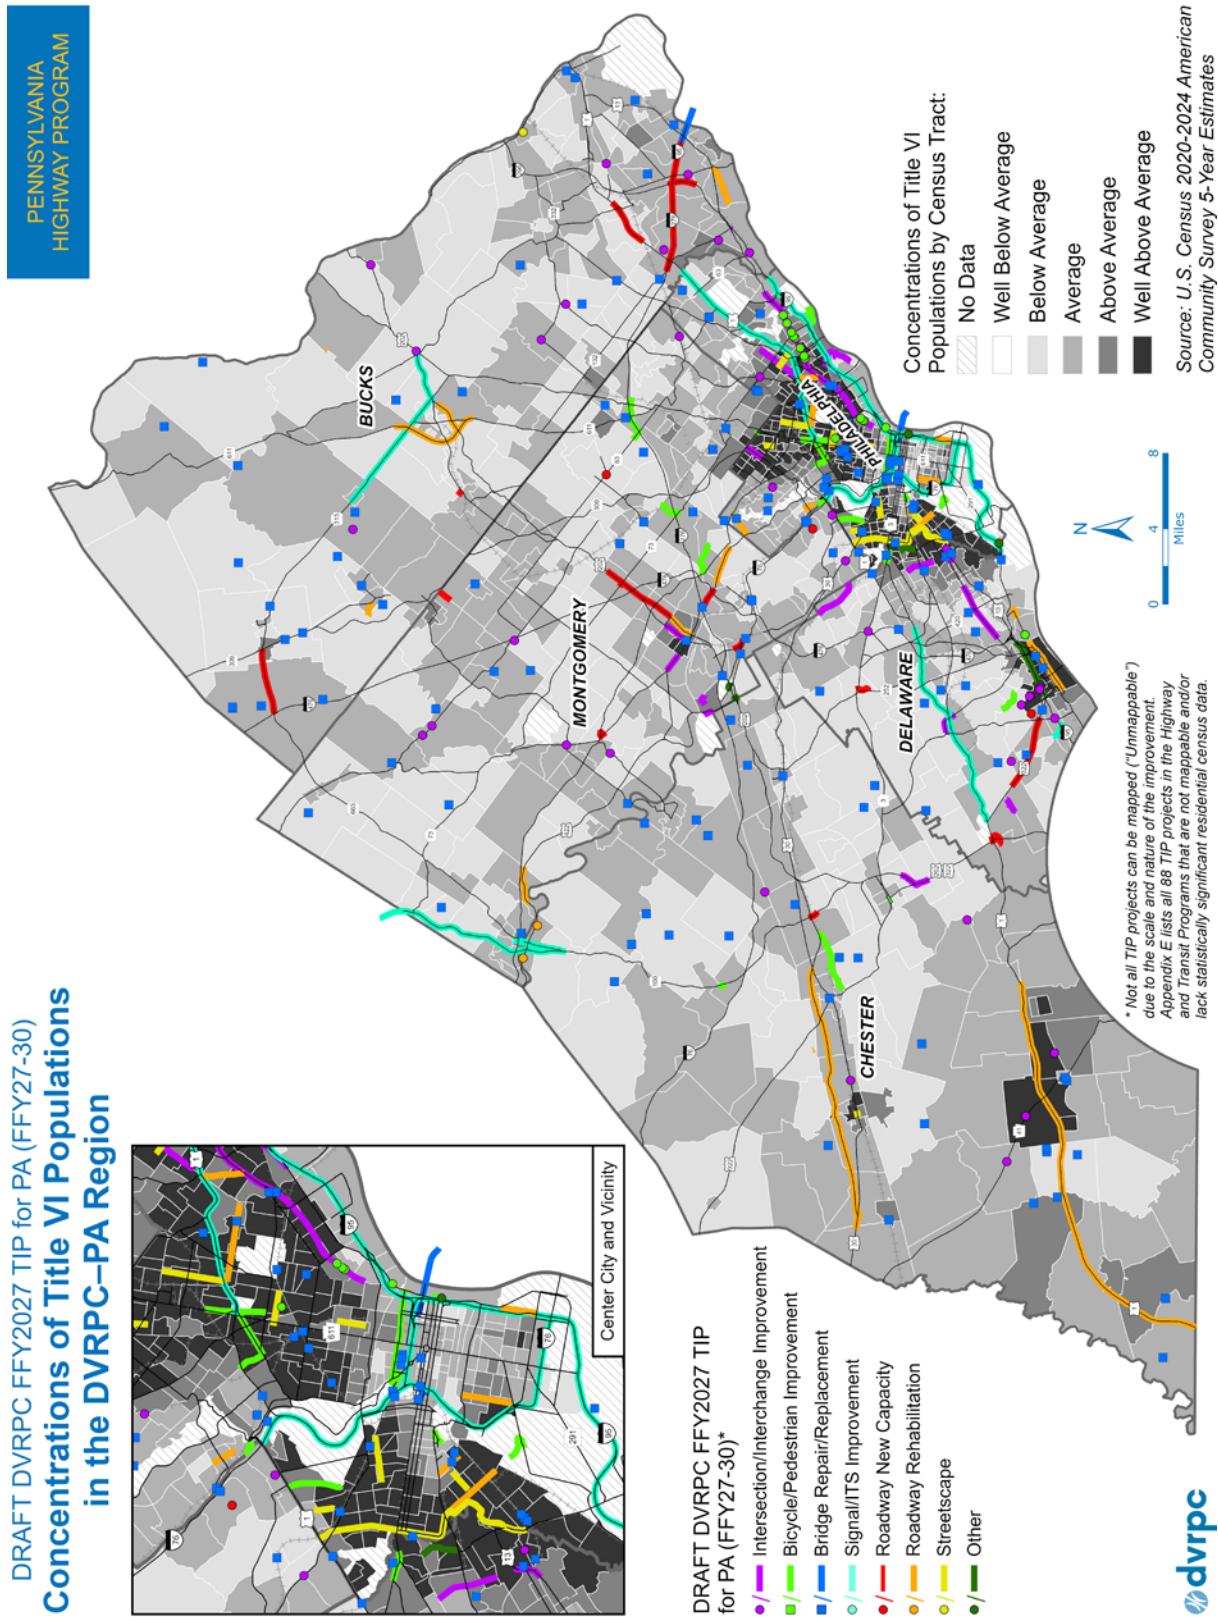 PENNSYLVANIA
HIGHWAY PROGRAM
DRAFT DVRPC FFY2027 TIP for PA (FFY27-30)
Concentrations of Title VI Populations
in the DVRPC–PA Region
BUCKS
MONTGOMERY
PHILADELPHIA
DELAWARE
CHESTER
Center City and Vicinity
Concentrations of Title VI
Populations by Census Tract:
No Data
Well Below Average
Below Average
Average
Above Average
Well Above Average
Source: U.S. Census 2020-2024 American
Community Survey 5-Year Estimates
N
0 4 8
Miles
* Not all TIP projects can be mapped ("Unmappable")
due to the scale and nature of the improvement.
Appendix E lists all 88 TIP projects in the Highway
and Transit Programs that are not mappable and/or
lack statistically significant residential census data.
DRAFT DVRPC FFY2027 TIP
for PA (FFY27-30)*
Intersection/Interchange Improvement
Bicycle/Pedestrian Improvement
Bridge Repair/Replacement
Signal/ITS Improvement
Roadway New Capacity
Roadway Rehabilitation
Streetscape
Other
dvrpc